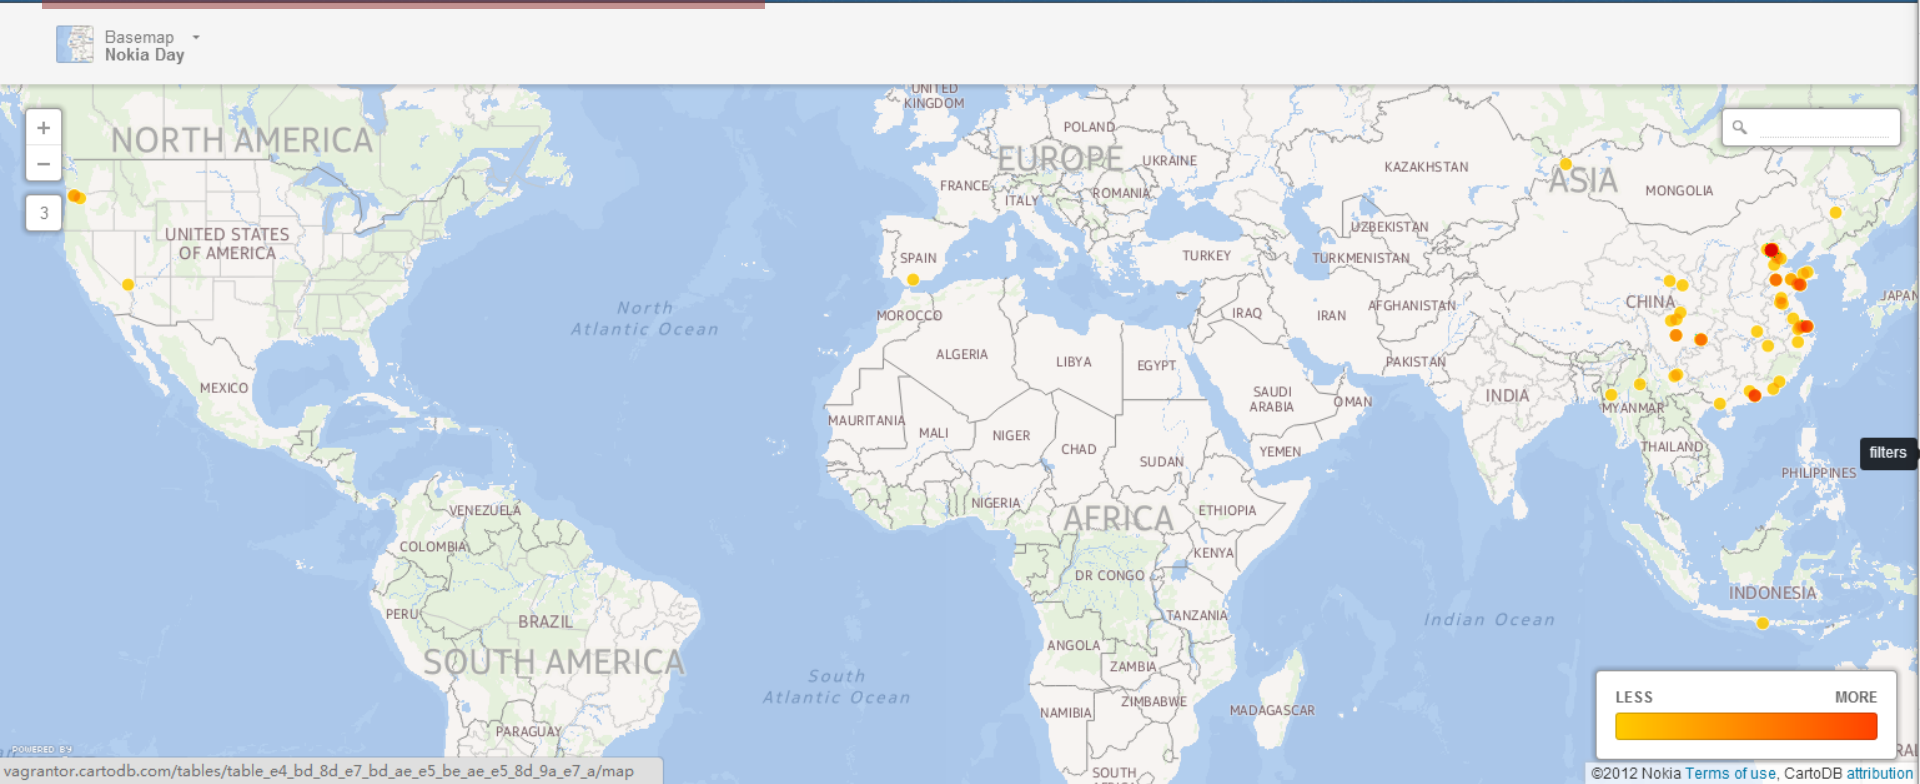 Basemap
Nokia Day
+
−
3
NORTH AMERICA
UNITED STATES
OF AMERICA
MEXICO
North
Atlantic Ocean
UNITED
KINGDOM
POLAND
EUROPE
UKRAINE
FRANCE
ROMANIA
ITALY
SPAIN
TURKEY
KAZAKHSTAN
ASIA
MONGOLIA
UZBEKISTAN
TURKMENISTAN
CHINA
JAPAN
MOROCCO
IRAQ
IRAN
AFGHANISTAN
ALGERIA
LIBYA
EGYPT
PAKISTAN
SAUDI
ARABIA
OMAN
INDIA
MYANMAR
MAURITANIA
MALI
NIGER
CHAD
SUDAN
YEMEN
THAILAND
filters
PHILIPPINES
NIGERIA
AFRICA
ETHIOPIA
VENEZUELA
COLOMBIA
KENYA
DR CONGO
INDONESIA
PERU
BRAZIL
TANZANIA
Indian Ocean
SOUTH AMERICA
ANGOLA
ZAMBIA
South
Atlantic Ocean
ZIMBABWE
NAMIBIA
MADAGASCAR
PARAGUAY
LESS MORE
POWERED BY
vagrantor.cartodb.com/tables/table_e4_bd_8d_e7_bd_ae_e5_be_ae_e5_8d_9a_e7_a/map
SOUTH
©2012 Nokia Terms of use, CartoDB attribution